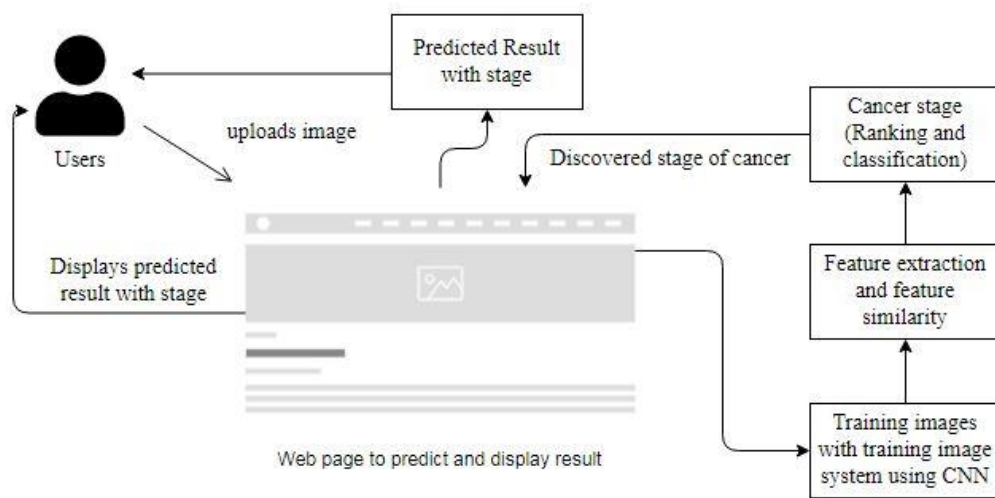 Predicted Result
with stage
uploads image
Users
Cancer stage
(Ranking and
classification)
Discovered stage of cancer
Displays predicted
result with stage
Feature extraction
and feature
similarity
Training images
with training image
system using CNN
Web page to predict and display result